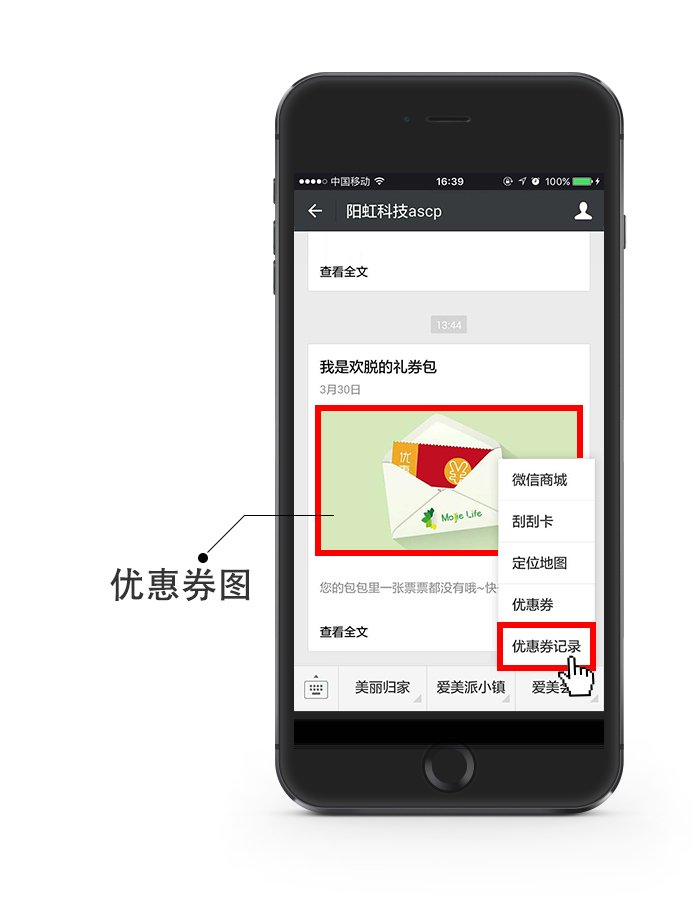 中国移动
16:39
100%
阳虹科技ascp
查看全文
13:44
我是欢脱的礼券包
3月30日
优惠
Mojie Life
您的包包里一张票票都没有哦~快
查看全文
微信商城
刮刮卡
定位地图
优惠券
优惠券记录
美丽归家
爱美派小镇
爱美
优惠券图